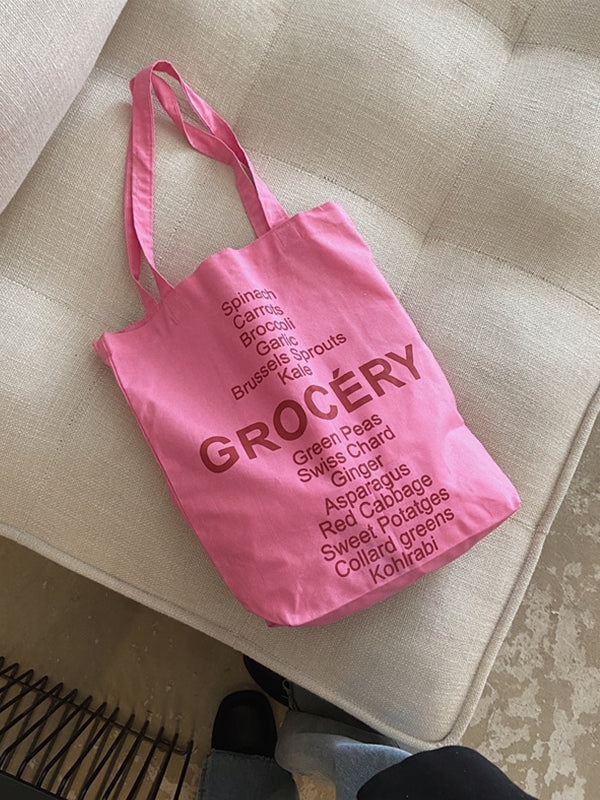 Spinach
Carrots
Broccoli
Garlic
Brussels Sprouts
Kale
GROCÉRY
Green Peas
Swiss Chard
Ginger
Asparagus
Red Cabbage
Sweet Potatges
Collard greens
Kohlrabi